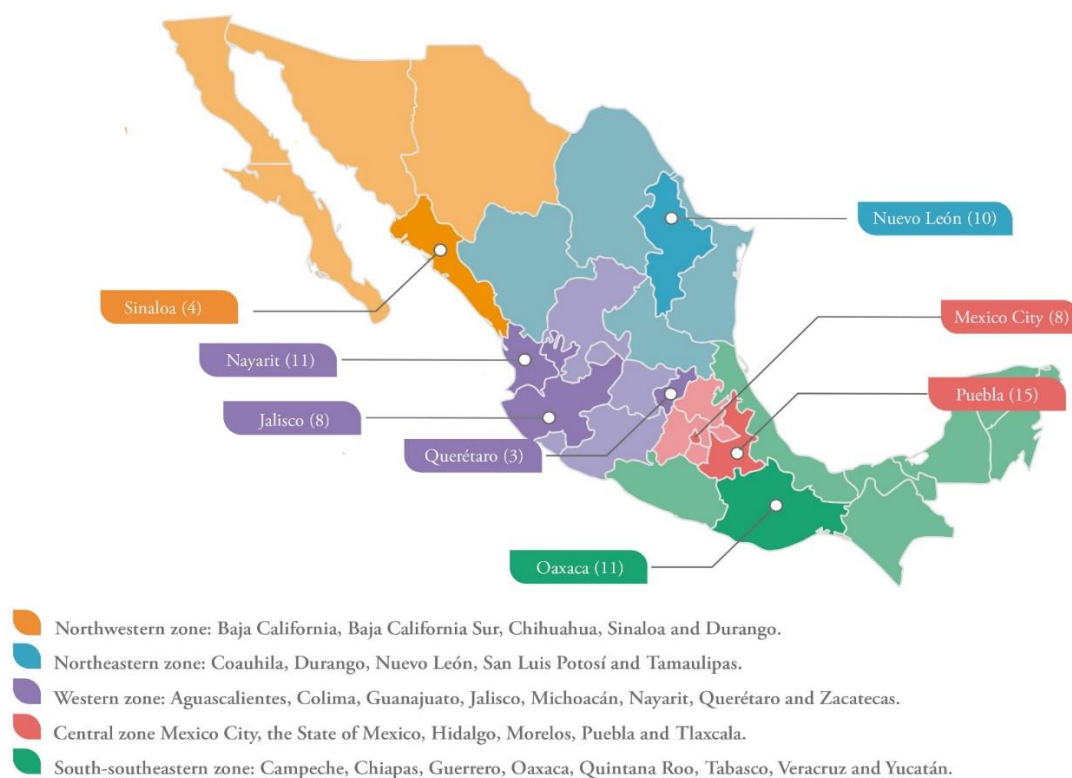 Nuevo León (10)
Sinaloa (4)
Mexico City (8)
Nayarit (11)
Puebla (15)
Jalisco (8)
Querétaro (3)
Oaxaca (11)
Northwestern zone: Baja California, Baja California Sur, Chihuahua, Sinaloa and Durango.
Northeastern zone: Coauhila, Durango, Nuevo León, San Luis Potosí and Tamaulipas.
Western zone: Aguascalientes, Colima, Guanajuato, Jalisco, Michoacán, Nayarit, Querétaro and Zacatecas.
Central zone Mexico City, the State of Mexico, Hidalgo, Morelos, Puebla and Tlaxcala.
South-southeastern zone: Campeche, Chiapas, Guerrero, Oaxaca, Quintana Roo, Tabasco, Veracruz and Yucatán.